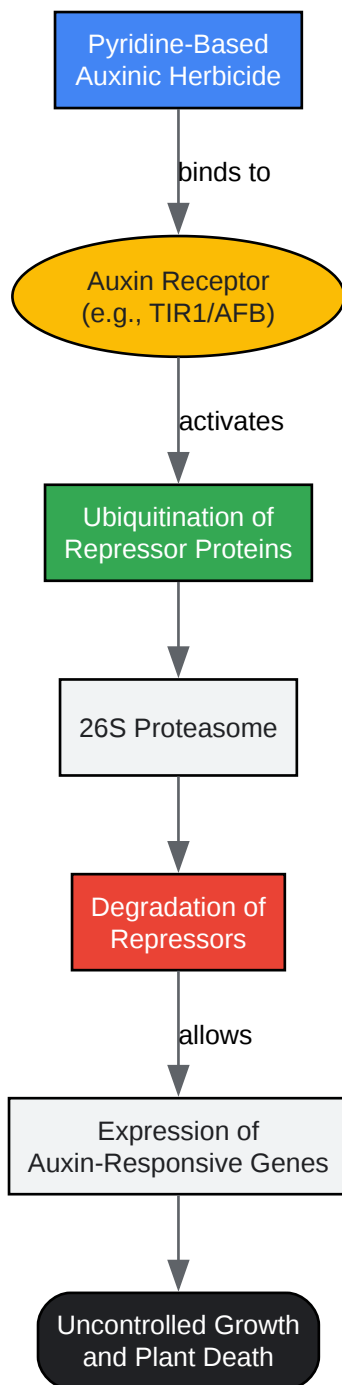 Pyridine-Based
Auxinic Herbicide
binds to
Auxin Receptor
(e.g., TIR1/AFB)
activates
Ubiquitination of
Repressor Proteins
26S Proteasome
Degradation of
Repressors
allows
Expression of
Auxin-Responsive Genes
Uncontrolled Growth
and Plant Death